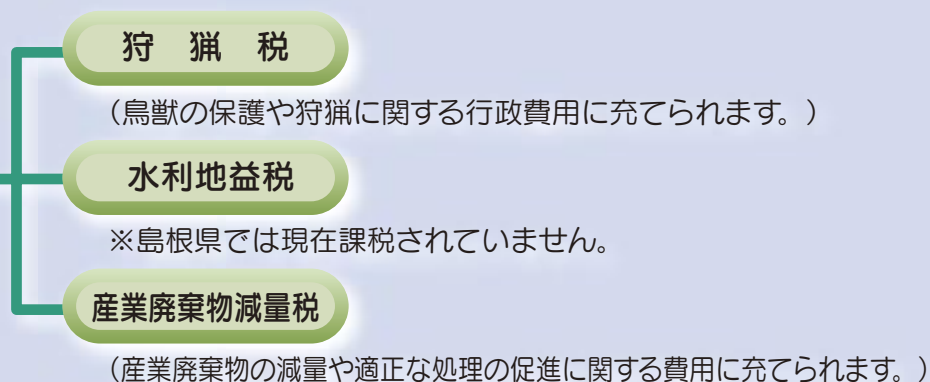 狩　猟　税
（鳥獣の保護や狩猟に関する行政費用に充てられます。）
水利地益税
※島根県では現在課税されていません。
産業廃棄物減量税
（産業廃棄物の減量や適正な処理の促進に関する費用に充てられます。）